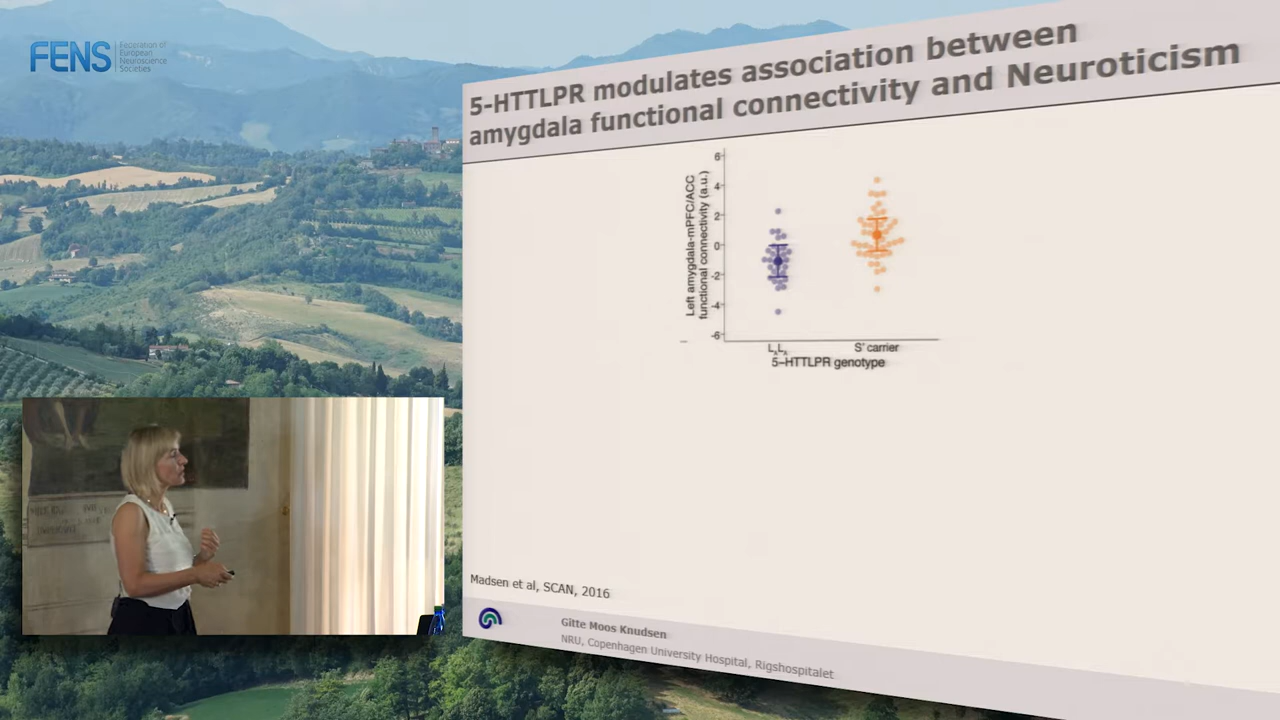 FENS
Federation of
European
Neuroscience
Societies
5-HTTLPR modulates association between
amygdala functional connectivity and Neuroticism
Left amygdala-mPFC/ACC
functional connectivity (a.u.)
6
4
2
0
-2
-4
-6
LALA
S' carrier
5-HTTLPR genotype
Madsen et al, SCAN, 2016
Gitte Moos Knudsen
NRU, Copenhagen University Hospital, Rigshospitalet